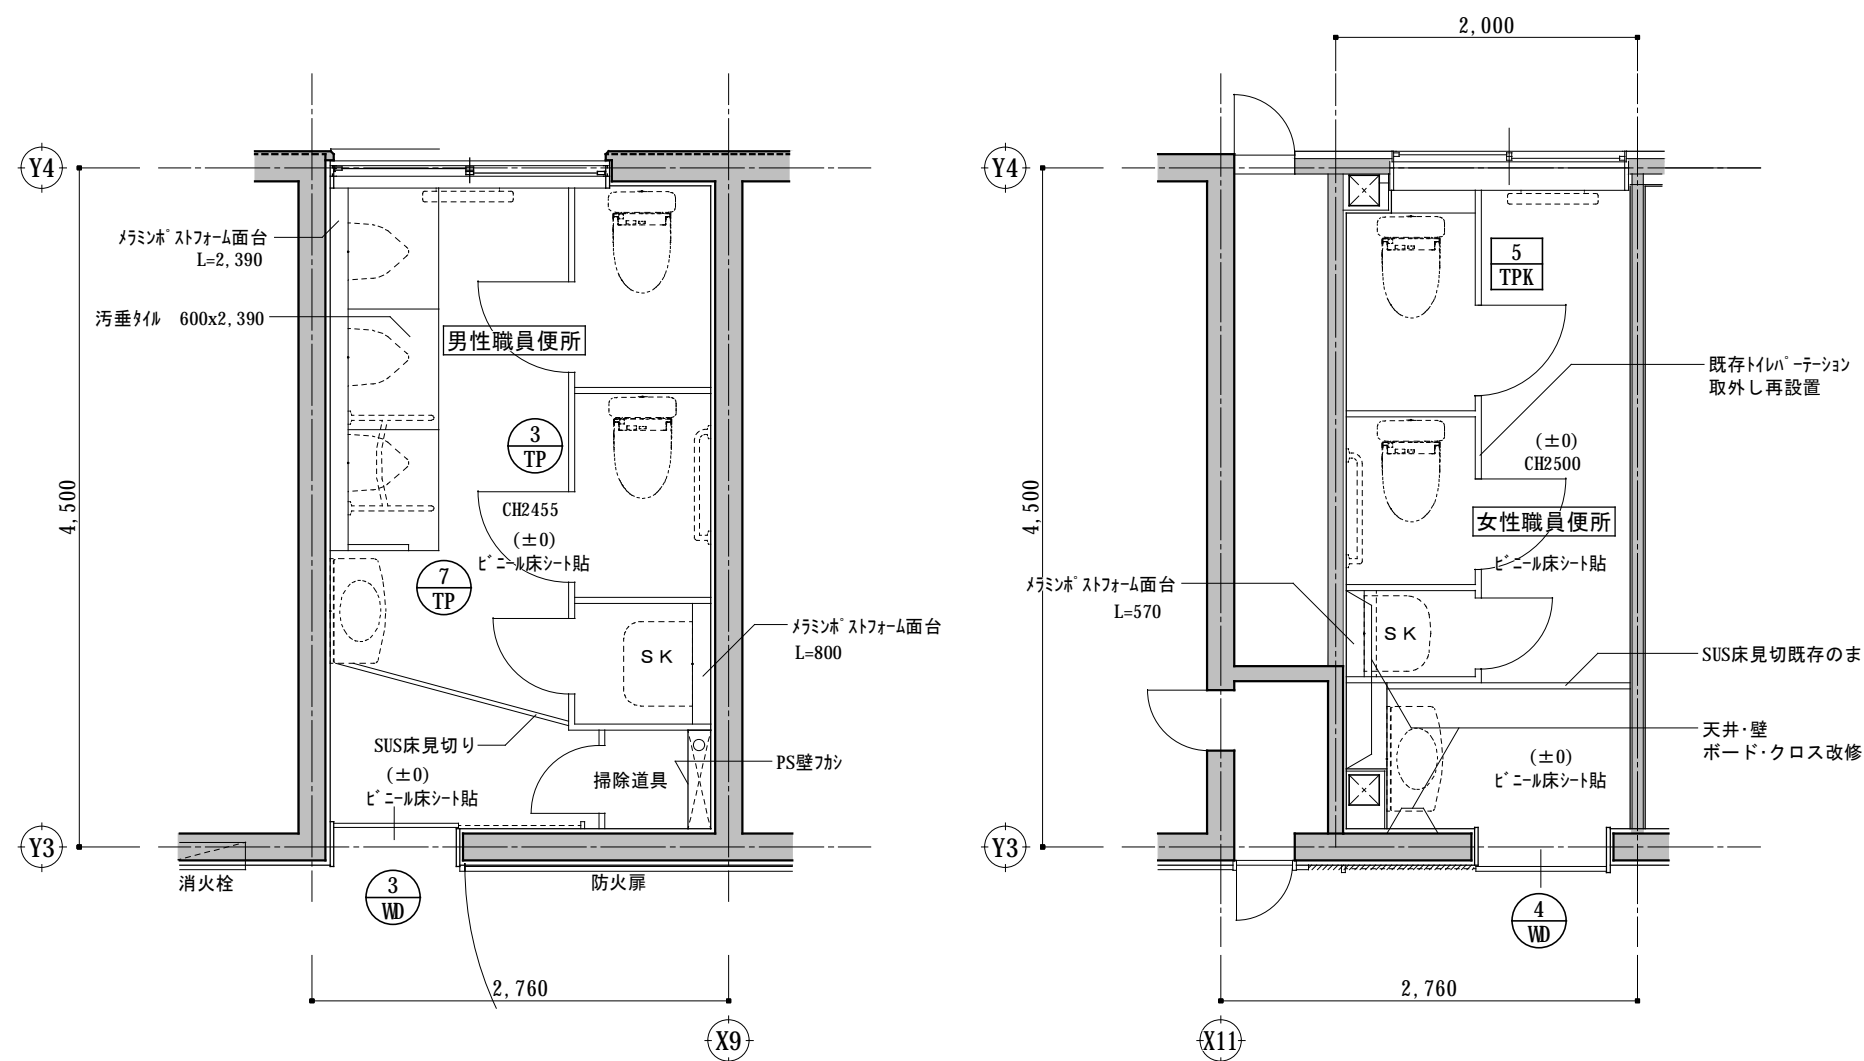 Y4
4,500
Y3
メラミンポストフォーム面台
L=2,390
汚垂タイル 600x2,390
男性職員便所
3
TP
CH2455
(±0)
ビニール床シート貼
7
TP
SK
メラミンポストフォーム面台
L=800
SUS床見切り
(±0)
ビニール床シート貼
掃除道具
PS壁フカシ
消火栓
3
WD
防火扉
2,760
X9
2,000
Y4
4,500
Y3
5
TPK
既存トイレパーテーション
取外し再設置
(±0)
CH2500
女性職員便所
ビニール床シート貼
メラミンポストフォーム面台
L=570
SK
SUS床見切既存のま
天井・壁
ボード・クロス改修
(±0)
ビニール床シート貼
4
WD
2,760
X11